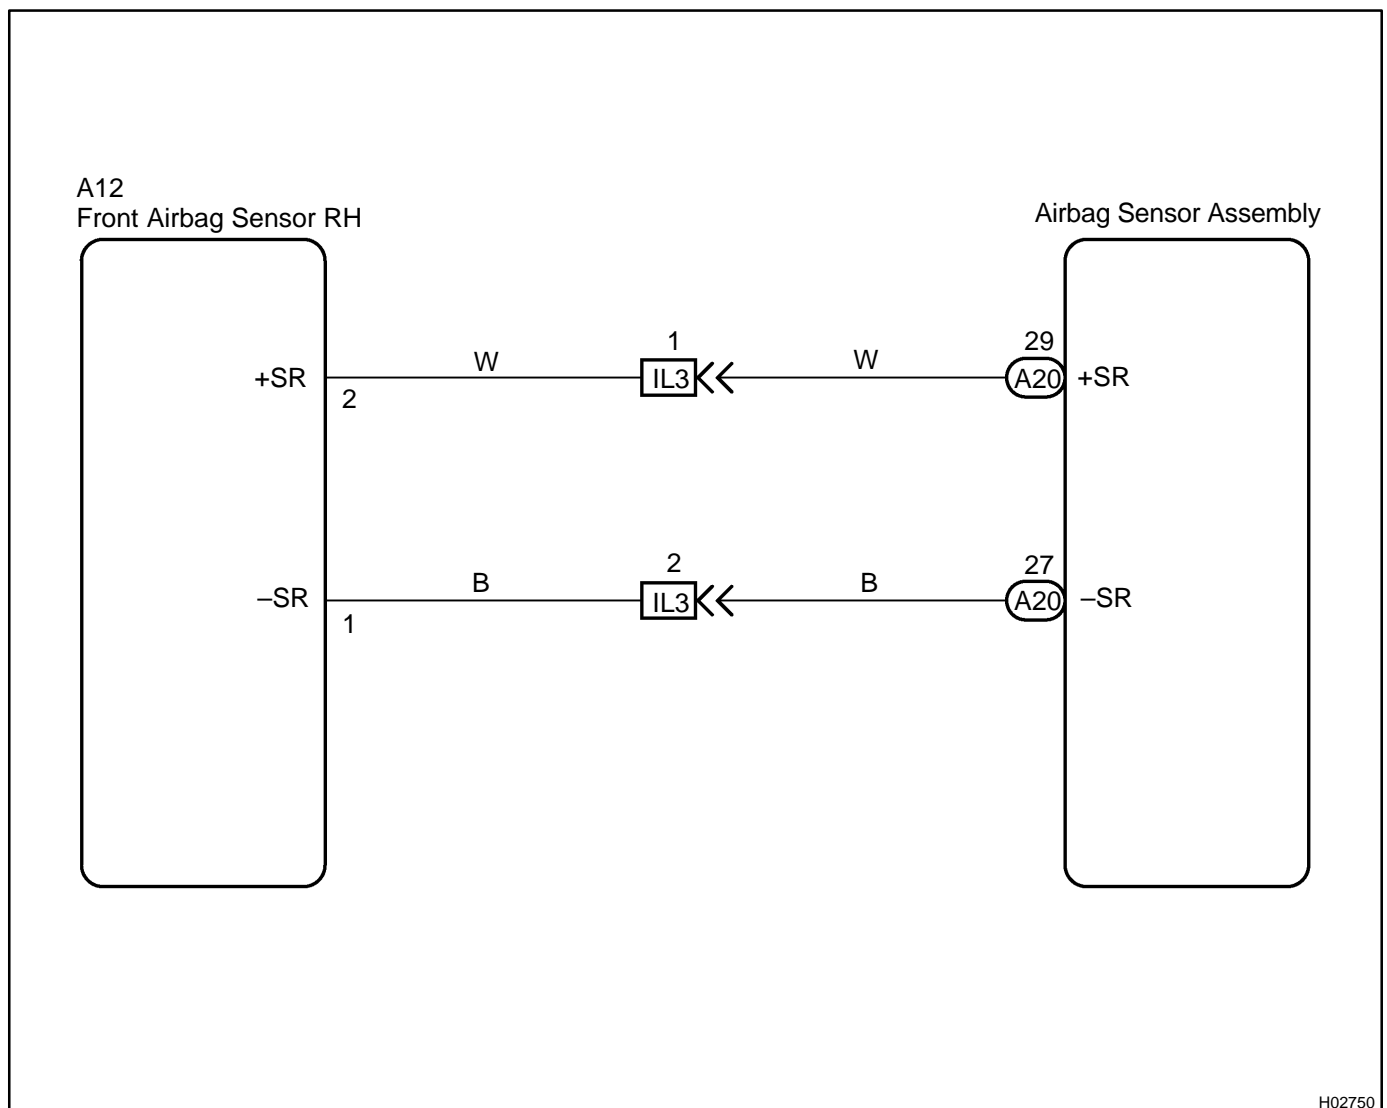 A12
Front Airbag Sensor RH
Airbag Sensor Assembly
1
29
W
W
+SR
IL3
A20
+SR
2
2
27
B
B
–SR
IL3
A20
–SR
1
H02750